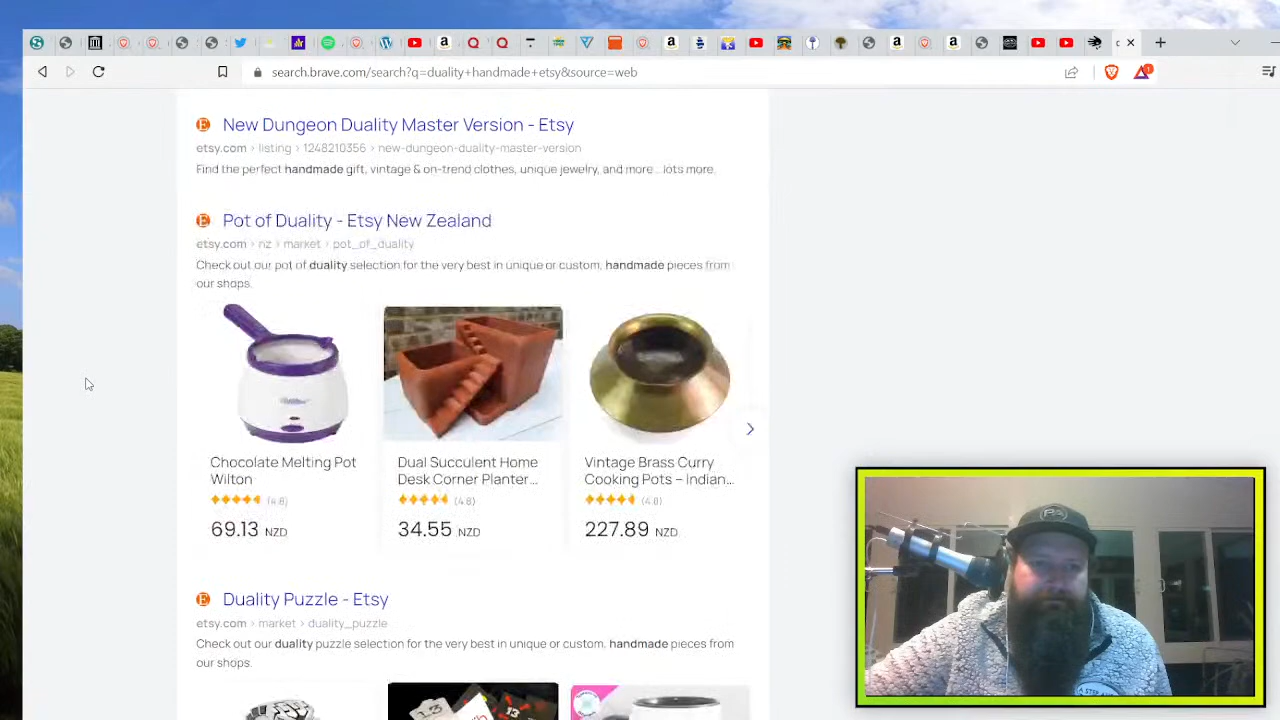 search.brave.com/search?q=duality+handmade+etsy&source=web
1
New Dungeon Duality Master Version - Etsy
etsy.com › listing › 1248210356 › new-dungeon-duality-master-version
Find the perfect handmade gift, vintage & on-trend clothes, unique jewelry, and more… lots more.
Pot of Duality - Etsy New Zealand
etsy.com › nz › market › pot_of_duality
Check out our pot of duality selection for the very best in unique or custom, handmade pieces from
our shops.
Chocolate Melting Pot
Wilton
(4.8)
69.13 NZD
Dual Succulent Home
Desk Corner Planter...
(4.8)
34.55 NZD
Vintage Brass Curry
Cooking Pots – Indian...
(4.8)
227.89 NZD
Duality Puzzle - Etsy
etsy.com › market › duality_puzzle
Check out our duality puzzle selection for the very best in unique or custom, handmade pieces from
our shops.